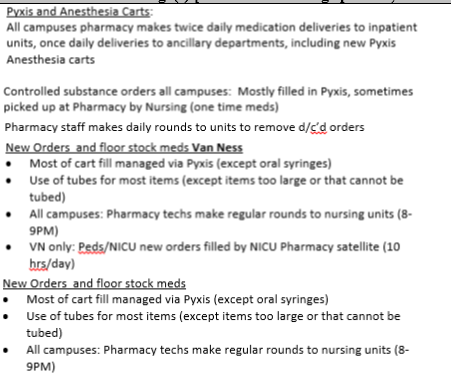 Pyxis and Anesthesia Carts:
All campuses pharmacy makes twice daily medication deliveries to inpatient
units, once daily deliveries to ancillary departments, including new Pyxis
Anesthesia carts
Controlled substance orders all campuses: Mostly filled in Pyxis, sometimes
picked up at Pharmacy by Nursing (one time meds)
Pharmacy staff makes daily rounds to units to remove d/c'd orders
New Orders and floor stock meds Van Ness
• Most of cart fill managed via Pyxis (except oral syringes)
• Use of tubes for most items (except items too large or that cannot be
tubed)
• All campuses: Pharmacy techs make regular rounds to nursing units (8-
9PM)
• VN only: Peds/NICU new orders filled by NICU Pharmacy satellite (10
hrs/day)
New Orders and floor stock meds
• Most of cart fill managed via Pyxis (except oral syringes)
• Use of tubes for most items (except items too large or that cannot be
tubed)
• All campuses: Pharmacy techs make regular rounds to nursing units (8-
9PM)